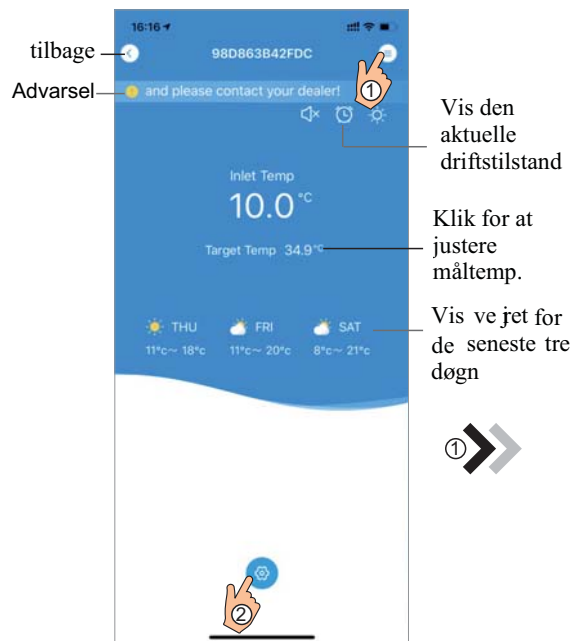 16:16
tilbage
98D863B42FDC
Advarsel
and please contact your dealer!
①
Vis den
aktuelle
driftstilstand
Inlet Temp
10.0 °C
Target Temp 34.9 °C
Klik for at
justere
måltemp.
THU FRI SAT
11°c~ 18°c 11°c~ 20°c 8°c~ 21°c
Vis vejret for
de seneste tre
døgn
①
②